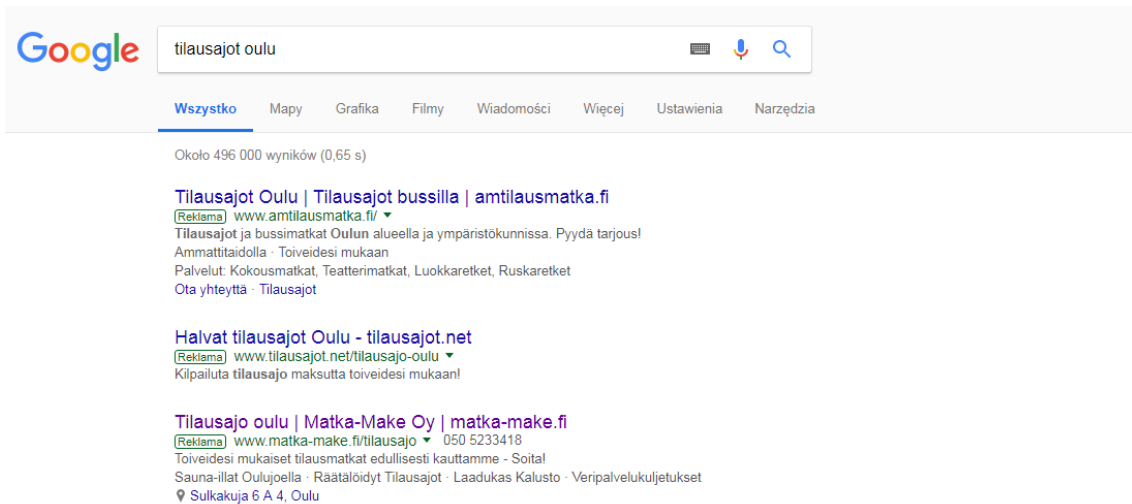 Google
tilausajot oulu
Wszystko Mapy Grafika Filmy Wiadomości Więcej Ustawienia Narzędzia
Około 496 000 wyników (0,65 s)
Tilausajot Oulu | Tilausajot bussilla | amtilausmatka.fi
Reklama www.amtilausmatka.fi/
Tilausajot ja bussimatkat Oulun alueella ja ympäristökunnissa. Pyydä tarjous!
Ammattitaidolla · Toiveidesi mukaan
Palvelut: Kokousmatkat, Teatterimatkat, Luokkaretket, Ruskaretket
Ota yhteyttä · Tilausajot
Halvat tilausajot Oulu - tilausajot.net
Reklama www.tilausajot.net/tilausajo-oulu
Kilpailuta tilausajo maksutta toiveidesi mukaan!
Tilausajo oulu | Matka-Make Oy | matka-make.fi
Reklama www.matka-make.fi/tilausajo 050 5233418
Toiveidesi mukaiset tilausmatkat edullisesti kauttamme - Soita!
Sauna-illat Oulujoella · Räätälöidyt Tilausajot · Laadukas Kalusto · Veripalvelukuljetukset
Sulkakuja 6 A 4, Oulu